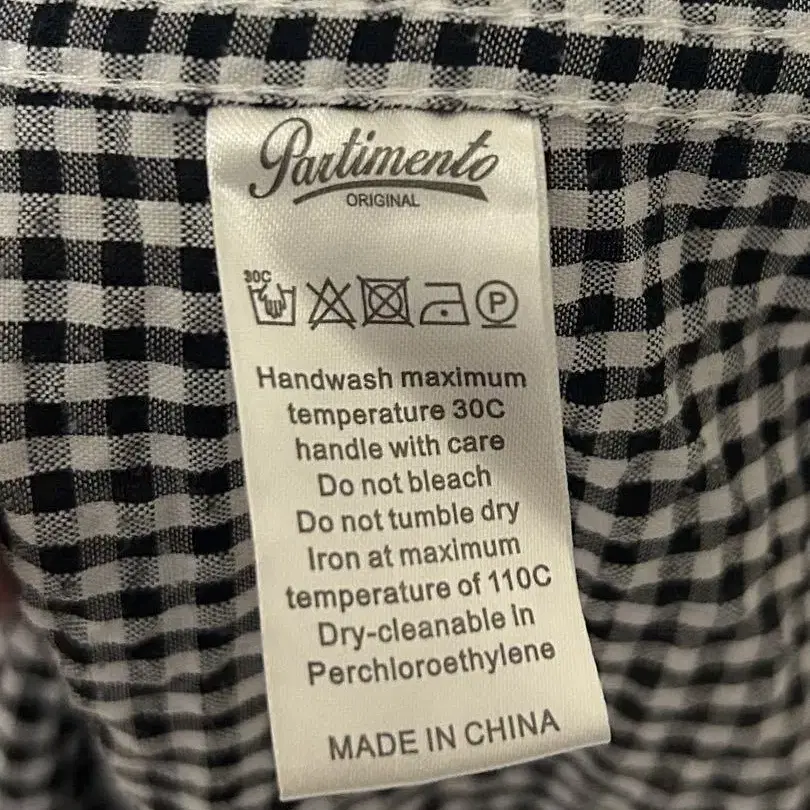 Partimento
ORIGINAL
30C
P
Handwash maximum
temperature 30C
handle with care
Do not bleach
Do not tumble dry
Iron at maximum
temperature of 110C
Dry-cleanable in
Perchloroethylene
MADE IN CHINA